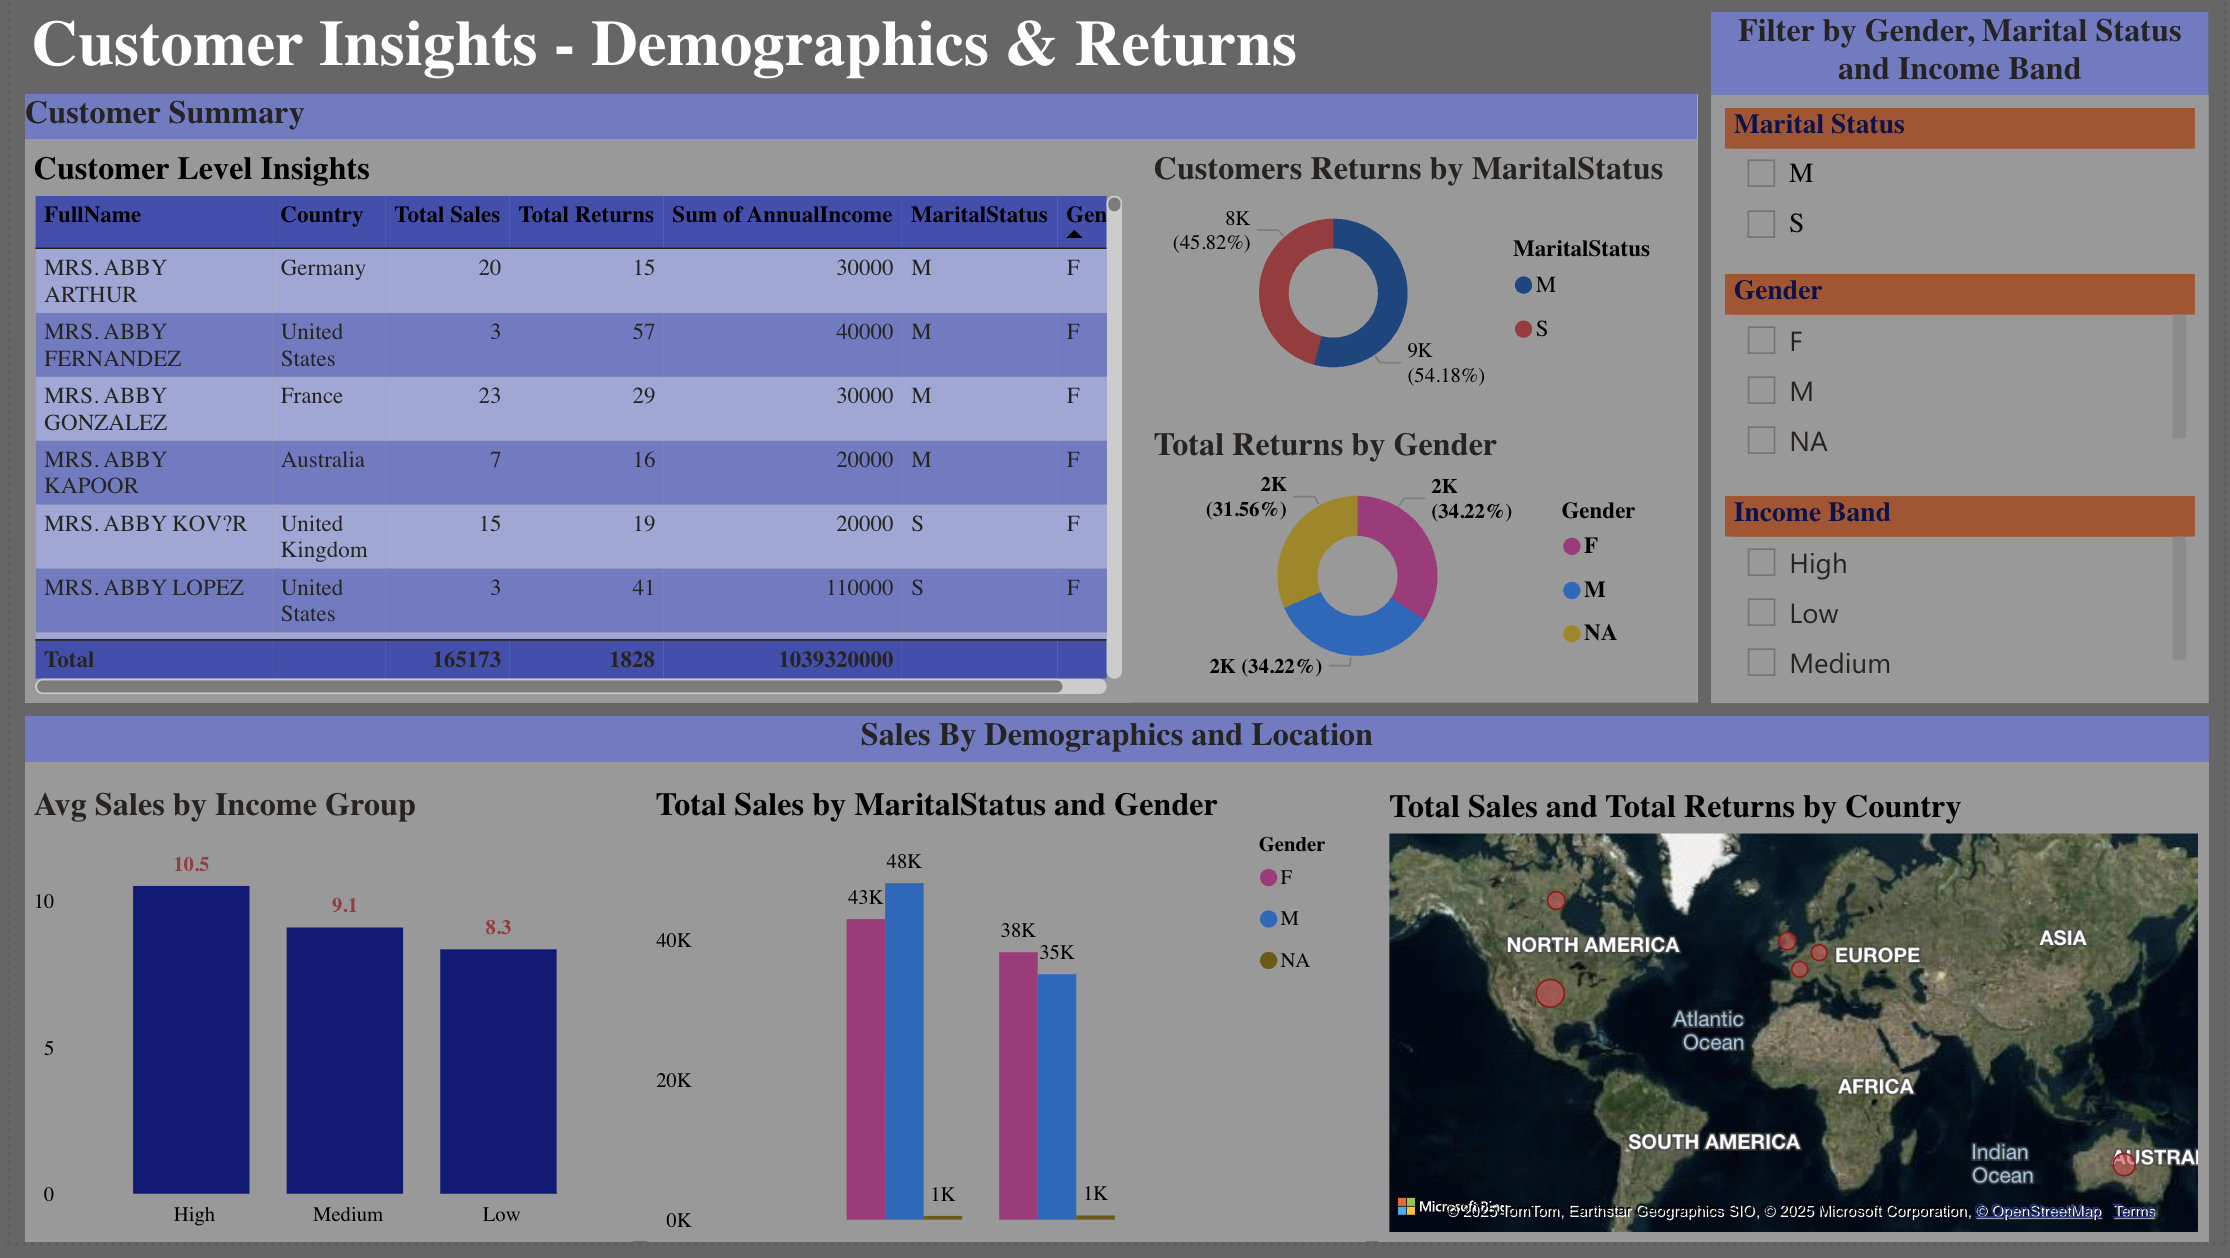 Customer Insights - Demographics & Returns
Filter by Gender, Marital Status
and Income Band
Customer Summary
Customer Level Insights
FullName Country Total Sales Total Returns Sum of AnnualIncome MaritalStatus Gen
MRS. ABBY ARTHUR Germany 20 15 30000 M F
MRS. ABBY FERNANDEZ United States 3 57 40000 M F
MRS. ABBY GONZALEZ France 23 29 30000 M F
MRS. ABBY KAPOOR Australia 7 16 20000 M F
MRS. ABBY KOV?R United Kingdom 15 19 20000 S F
MRS. ABBY LOPEZ United States 3 41 110000 S F
Total 165173 1828 1039320000
Customers Returns by MaritalStatus
8K
(45.82%)
9K
(54.18%)
MaritalStatus
M
S
Total Returns by Gender
2K
(31.56%)
2K
(34.22%)
2K (34.22%)
Gender
F
M
NA
Marital Status
M
S
Gender
F
M
NA
Income Band
High
Low
Medium
Sales By Demographics and Location
Avg Sales by Income Group
10
5
0
10.5
9.1
8.3
High
Medium
Low
Total Sales by MaritalStatus and Gender
40K
20K
0K
43K
48K
1K
38K
35K
1K
Gender
F
M
NA
Total Sales and Total Returns by Country
NORTH AMERICA
EUROPE
ASIA
Atlantic
Ocean
AFRICA
SOUTH AMERICA
Indian
Ocean
AUSTRAL
Microsoft Bing
© 2025 TomTom, Earthstar Geographics SIO, © 2025 Microsoft Corporation, © OpenStreetMap Terms